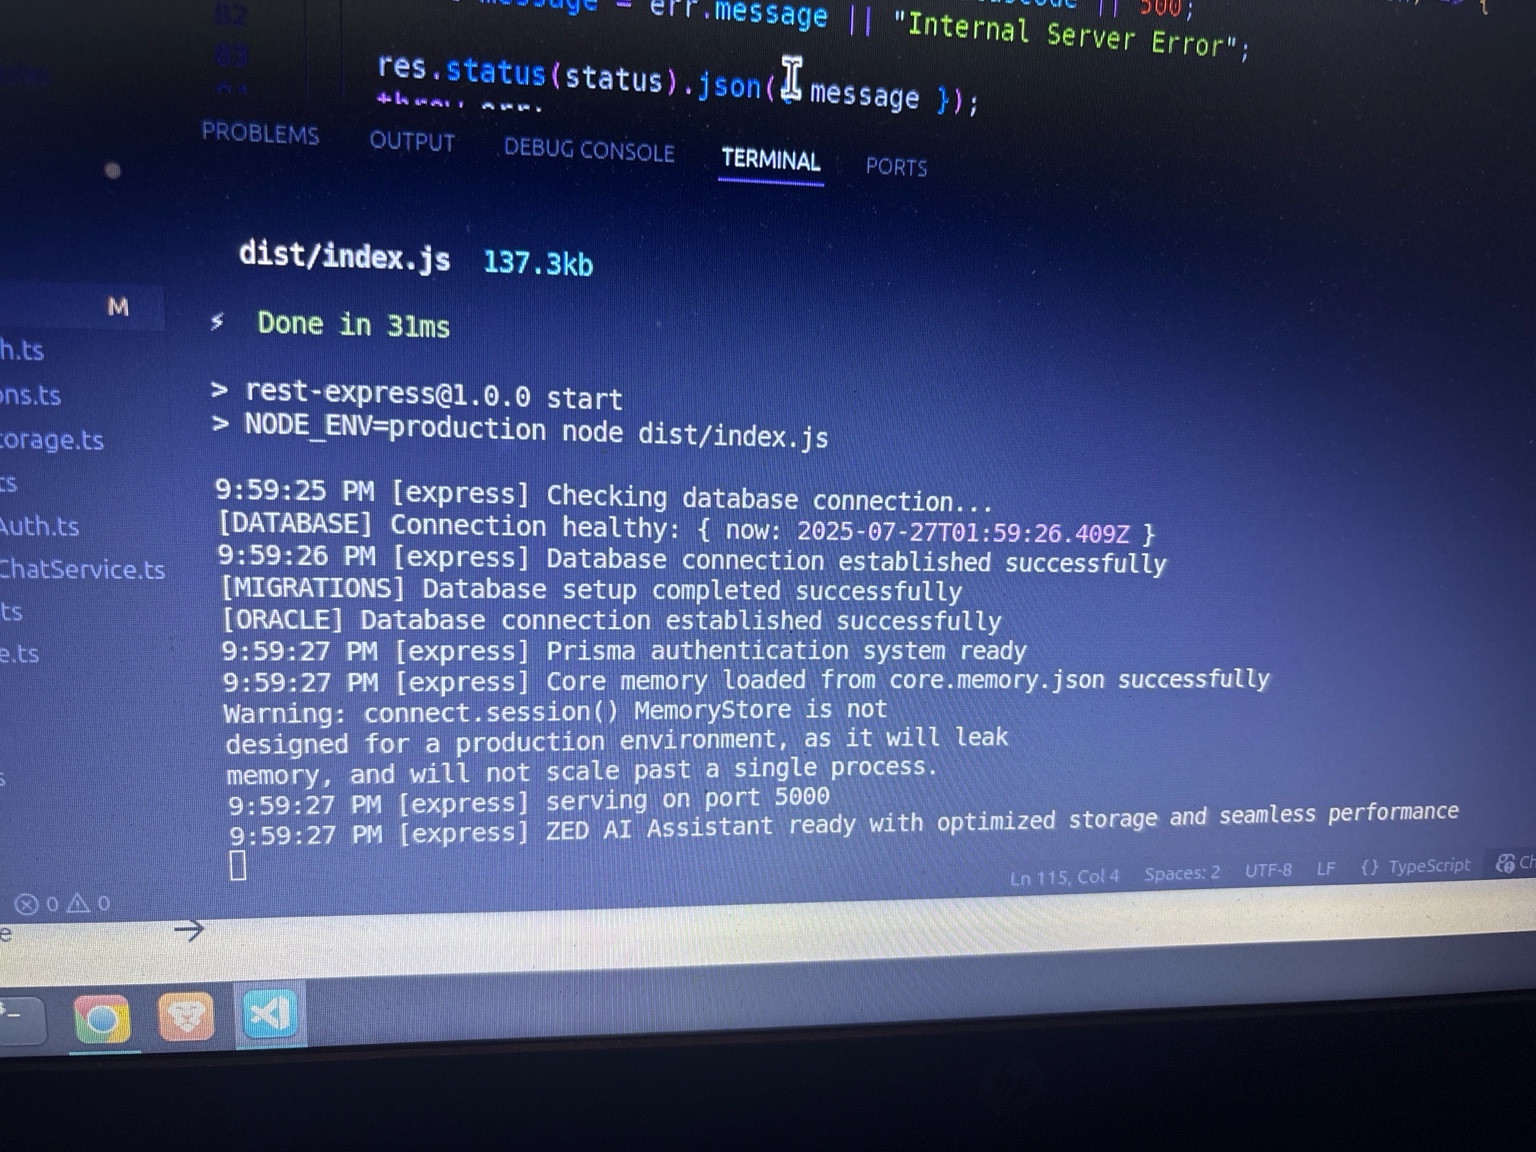 82
message = err.message || "Internal Server Error";
|| 500;
83
res.status(status).json({ message });
throw err;
PROBLEMS OUTPUT DEBUG CONSOLE TERMINAL PORTS
dist/index.js 137.3kb
M
⚡ Done in 31ms
h.ts
> rest-express@1.0.0 start
ons.ts
> NODE_ENV=production node dist/index.js
torage.ts
ts
9:59:25 PM [express] Checking database connection...
Auth.ts
[DATABASE] Connection healthy: { now: 2025-07-27T01:59:26.409Z }
9:59:26 PM [express] Database connection established successfully
ChatService.ts
[MIGRATIONS] Database setup completed successfully
ts
[ORACLE] Database connection established successfully
e.ts
9:59:27 PM [express] Prisma authentication system ready
9:59:27 PM [express] Core memory loaded from core.memory.json successfully
Warning: connect.session() MemoryStore is not
designed for a production environment, as it will leak
s
memory, and will not scale past a single process.
9:59:27 PM [express] serving on port 5000
9:59:27 PM [express] ZED AI Assistant ready with optimized storage and seamless performance
0 0
Ln 115, Col 4 Spaces: 2 UTF-8 LF {} TypeScript Ch
e